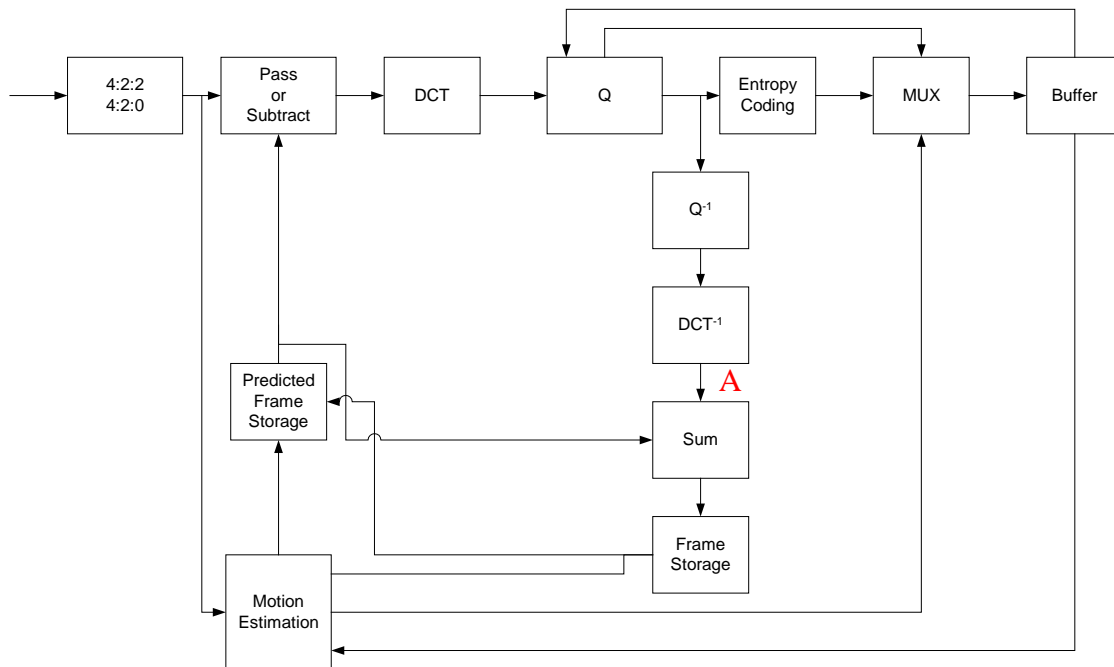 4:2:2
4:2:0
Pass
or
Subtract
DCT
Q
Entropy
Coding
MUX
Buffer
Q-1
DCT-1
A
Predicted
Frame
Storage
Sum
Frame
Storage
Motion
Estimation